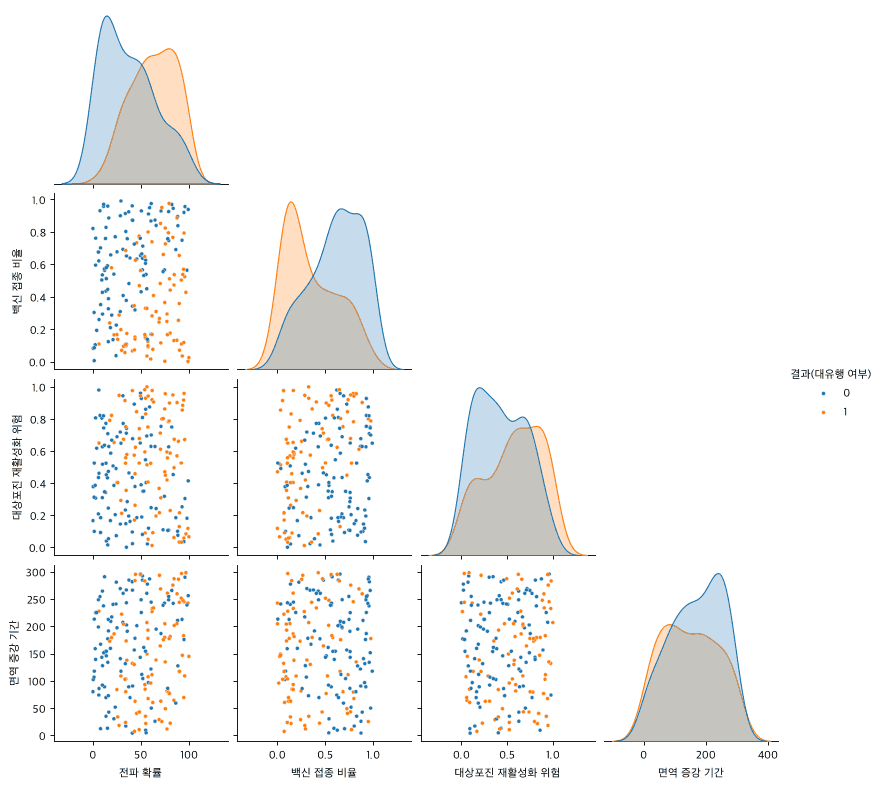 1.0
0.8
0.6
0.4
0.2
0.0
백신 접종 비율
1.0
0.8
0.6
0.4
0.2
0.0
대상포진 재활성화 위험
결과(대유행 여부)
0
1
300
250
200
150
100
50
0
면역 증강 기간
0 50 100
0.0 0.5 1.0
0.0 0.5 1.0
0 200 400
전파 확률
백신 접종 비율
대상포진 재활성화 위험
면역 증강 기간